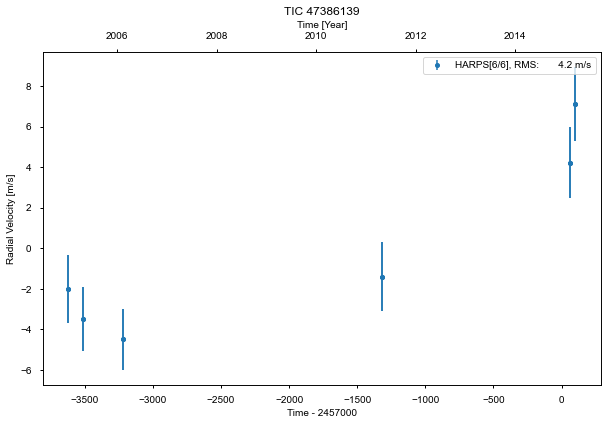 TIC 47386139
Time [Year]
2006 2008 2010 2012 2014
HARPS[6/6], RMS: 4.2 m/s
Radial Velocity [m/s]
8
6
4
2
0
−2
−4
−6
−3500 −3000 −2500 −2000 −1500 −1000 −500 0
Time - 2457000